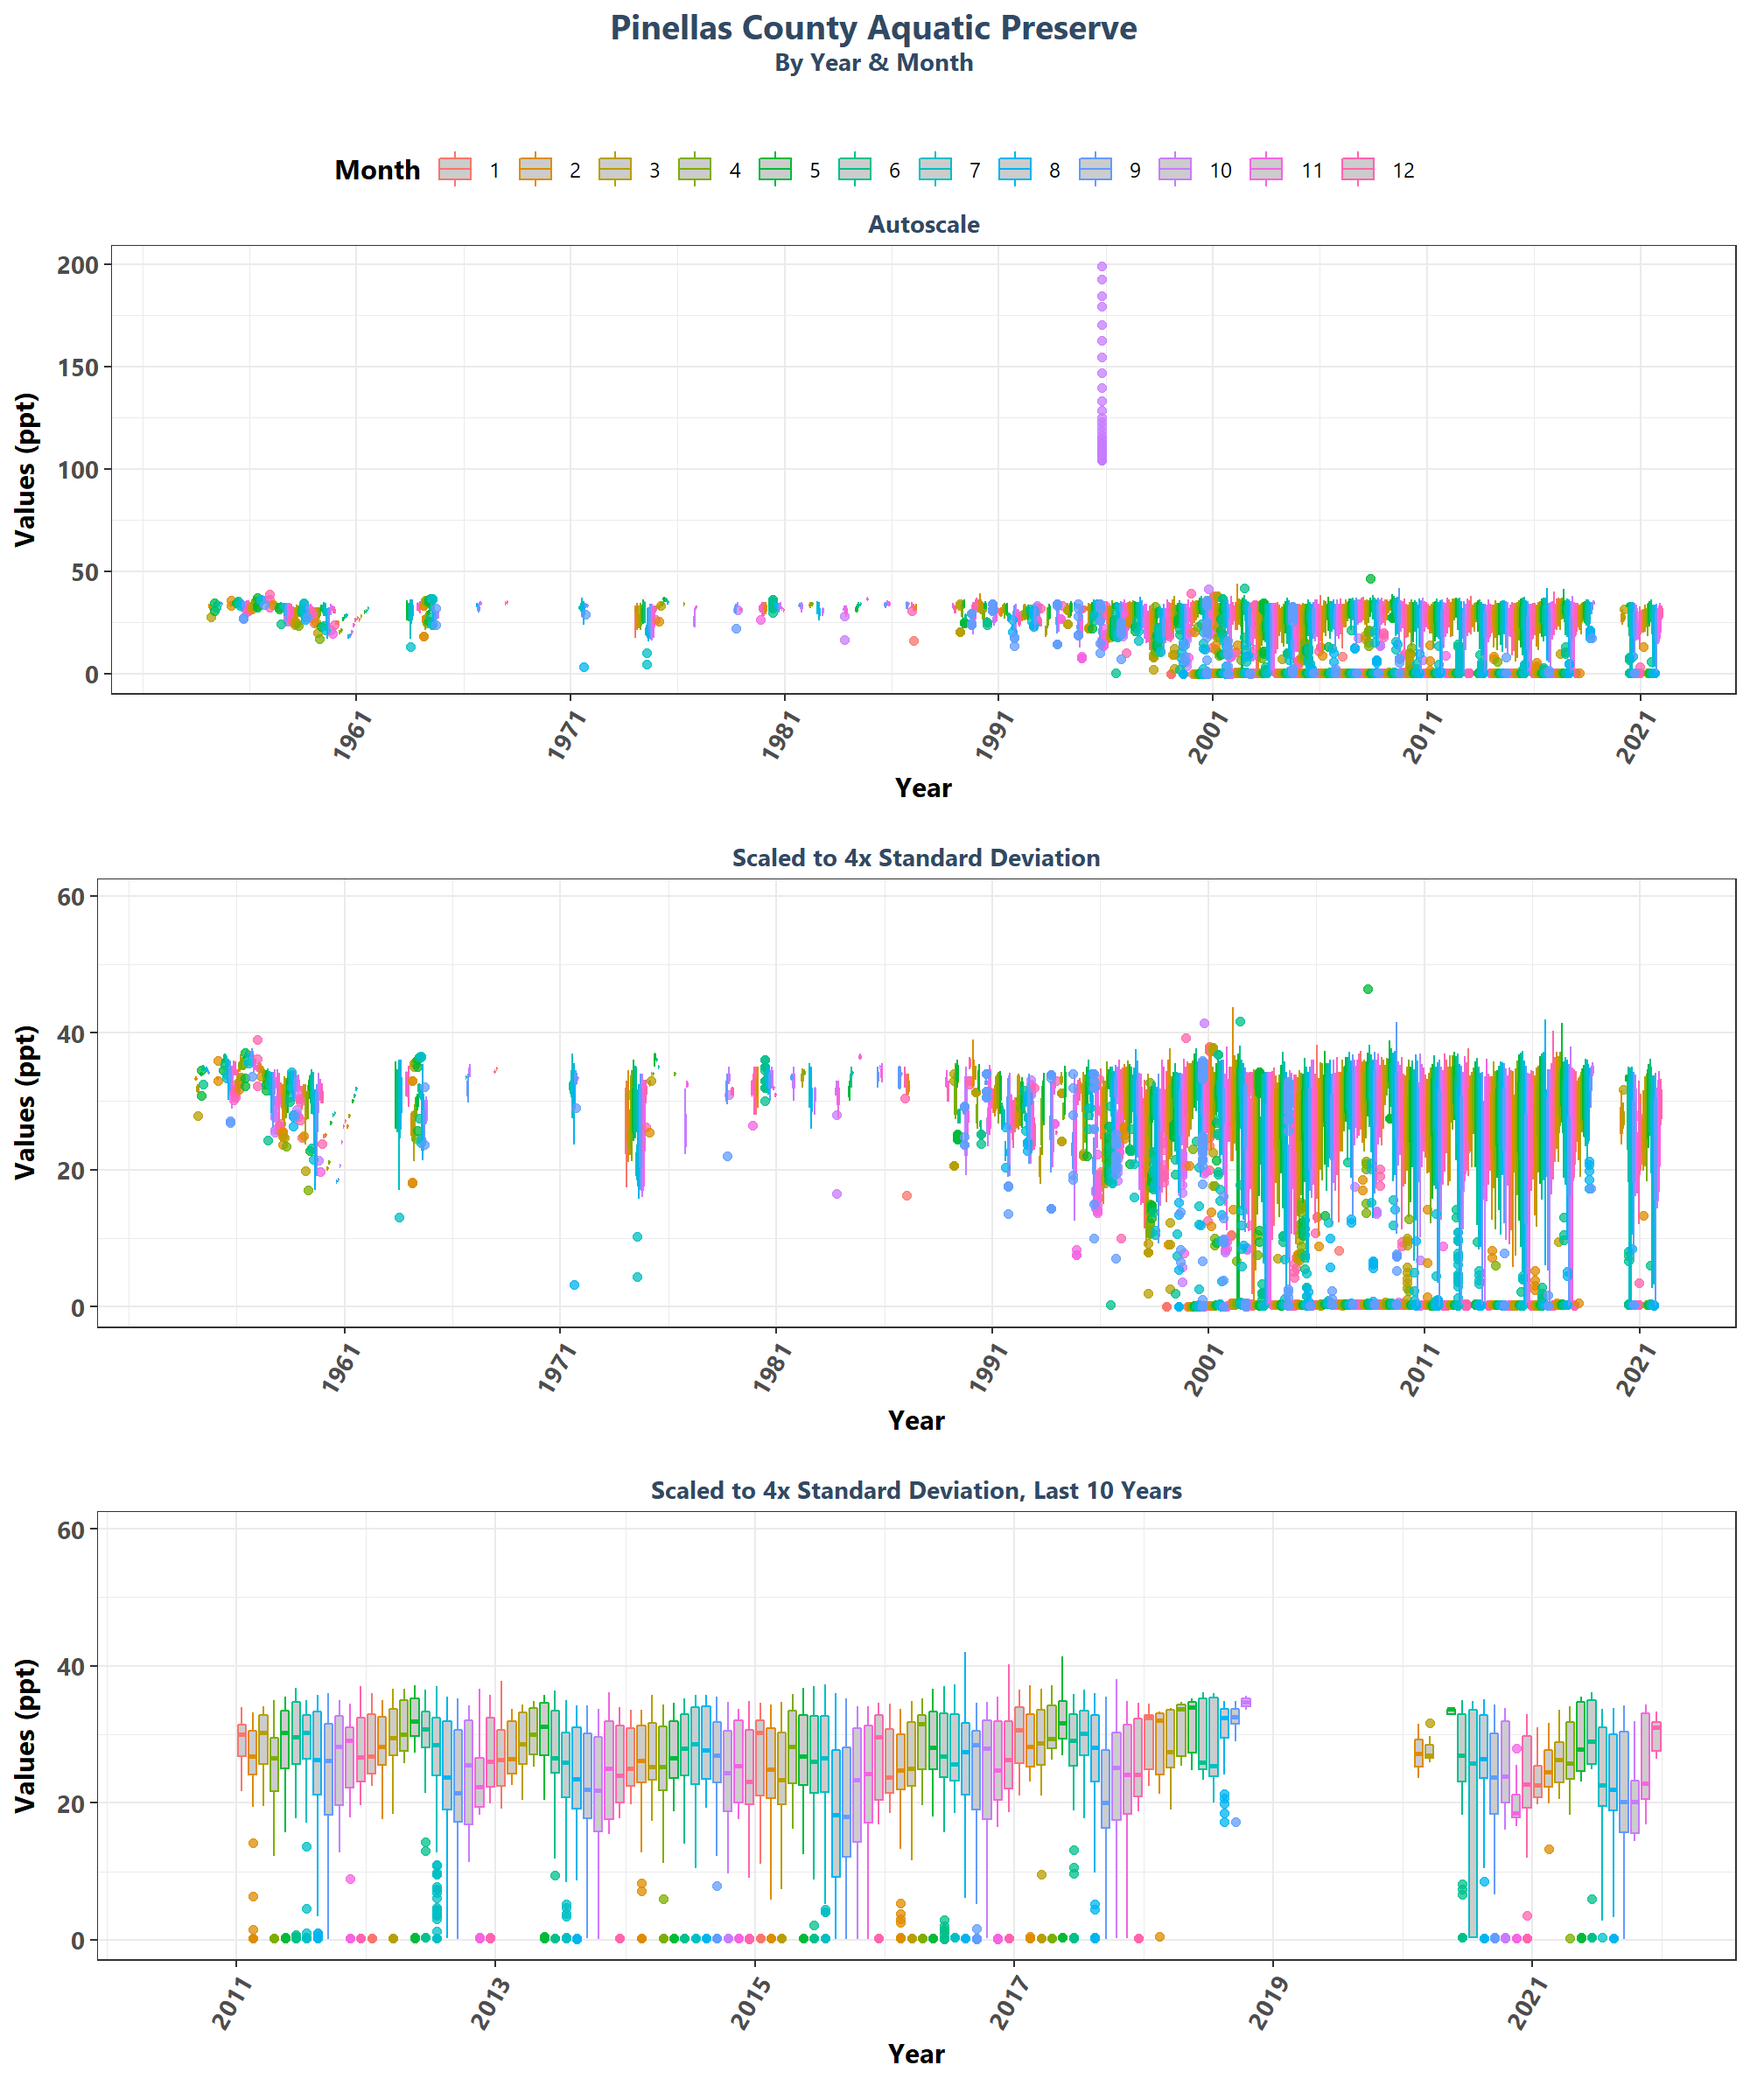 Pinellas County Aquatic Preserve
By Year & Month
Month 1 2 3 4 5 6 7 8 9 10 11 12
Autoscale
Values (ppt)
200
150
100
50
0
1961 1971 1981 1991 2001 2011 2021
Year
Scaled to 4x Standard Deviation
Values (ppt)
60
40
20
0
1961 1971 1981 1991 2001 2011 2021
Year
Scaled to 4x Standard Deviation, Last 10 Years
Values (ppt)
60
40
20
0
2011 2013 2015 2017 2019 2021
Year